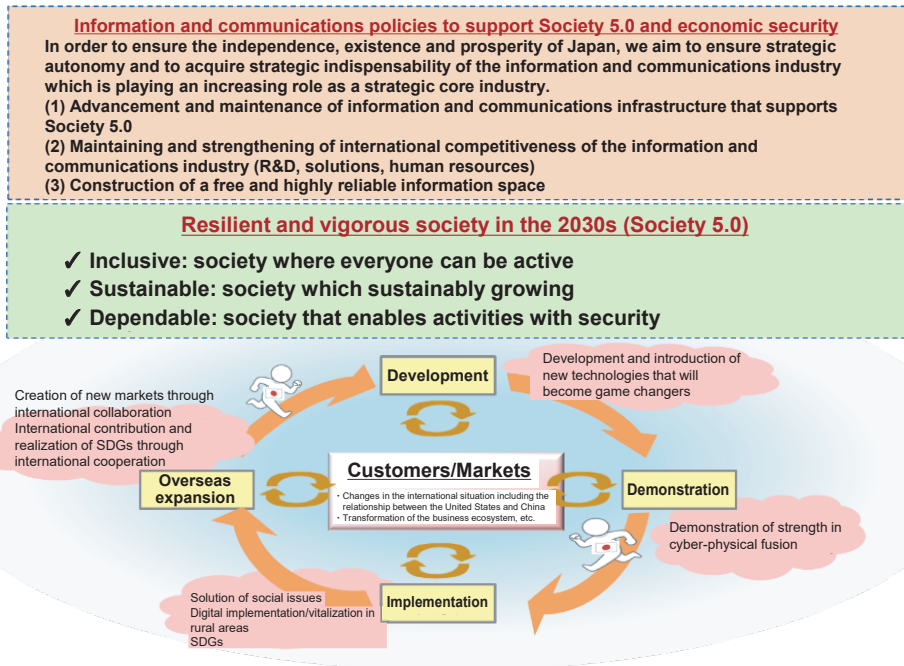 Information and communications policies to support Society 5.0 and economic security
In order to ensure the independence, existence and prosperity of Japan, we aim to ensure strategic
autonomy and to acquire strategic indispensability of the information and communications industry
which is playing an increasing role as a strategic core industry.
(1) Advancement and maintenance of information and communications infrastructure that supports
Society 5.0
(2) Maintaining and strengthening of international competitiveness of the information and
communications industry (R&D, solutions, human resources)
(3) Construction of a free and highly reliable information space
Resilient and vigorous society in the 2030s (Society 5.0)
✓ Inclusive: society where everyone can be active
✓ Sustainable: society which sustainably growing
✓ Dependable: society that enables activities with security
Development
Development and introduction of
new technologies that will
become game changers
Creation of new markets through
international collaboration
International contribution and
realization of SDGs through
international cooperation
Overseas
expansion
Customers/Markets
・Changes in the international situation including the
relationship between the United States and China
・Transformation of the business ecosystem, etc.
Demonstration
Demonstration of strength in
cyber-physical fusion
Implementation
Solution of social issues
Digital implementation/vitalization in
rural areas
SDGs